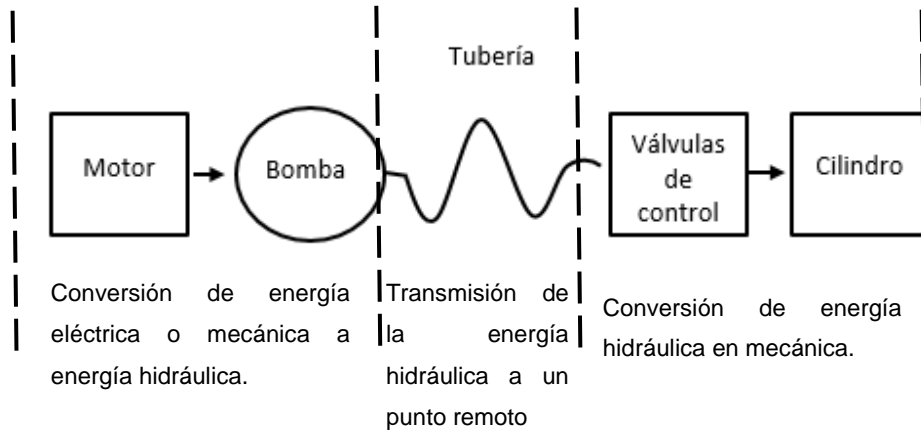 Tubería
Motor
Bomba
Válvulas
de
control
Cilindro
Conversión de energía
eléctrica o mecánica a
energía hidráulica.
Transmisión de
la energía
hidráulica a un
punto remoto
Conversión de energía
hidráulica en mecánica.